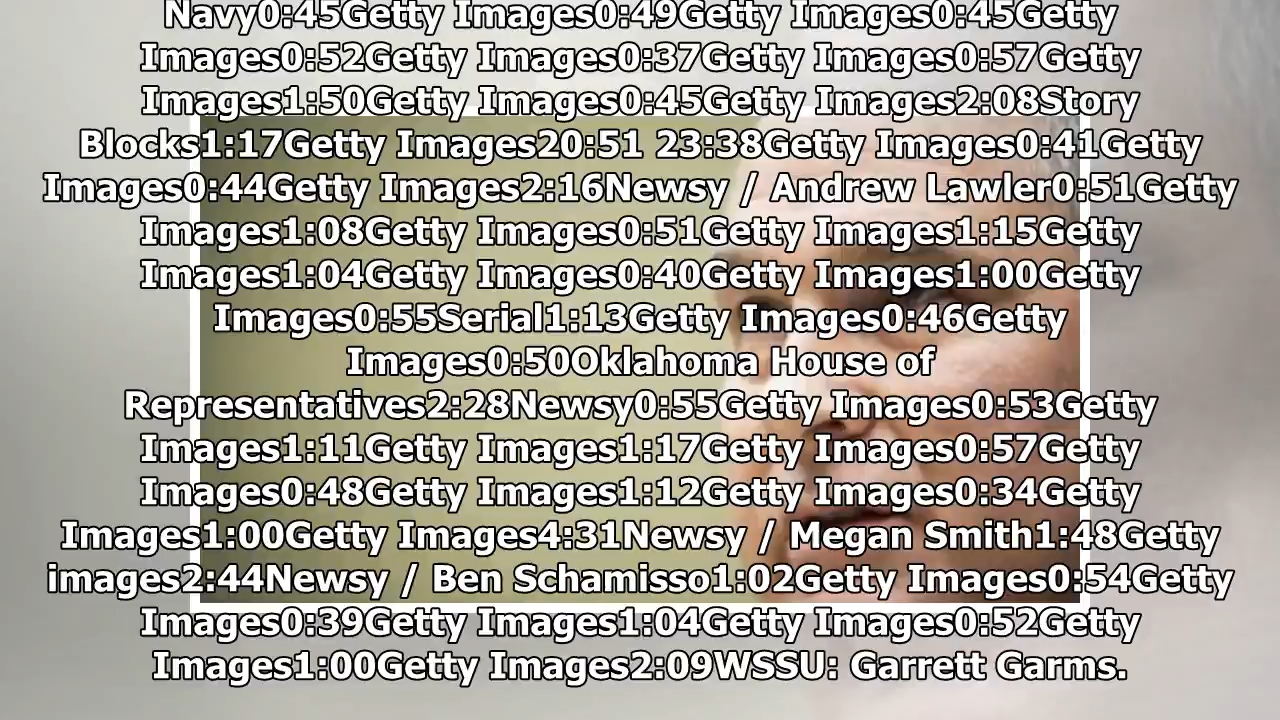 Navy0:45Getty Images0:49Getty Images0:45Getty
Images0:52Getty Images0:37Getty Images0:57Getty
Images1:50Getty Images0:45Getty Images2:08Story
Blocks1:17Getty Images20:51 23:38Getty Images0:41Getty
Images0:44Getty Images2:16Newsy / Andrew Lawler0:51Getty
Images1:08Getty Images0:51Getty Images1:15Getty
Images1:04Getty Images0:40Getty Images1:00Getty
Images0:55Serial1:13Getty Images0:46Getty
Images0:50Oklahoma House of
Representatives2:28Newsy0:55Getty Images0:53Getty
Images1:11Getty Images1:17Getty Images0:57Getty
Images0:48Getty Images1:12Getty Images0:34Getty
Images1:00Getty Images4:31Newsy / Megan Smith1:48Getty
images2:44Newsy / Ben Schamisso1:02Getty Images0:54Getty
Images0:39Getty Images1:04Getty Images0:52Getty
Images1:00Getty Images2:09WSSU: Garrett Garms.